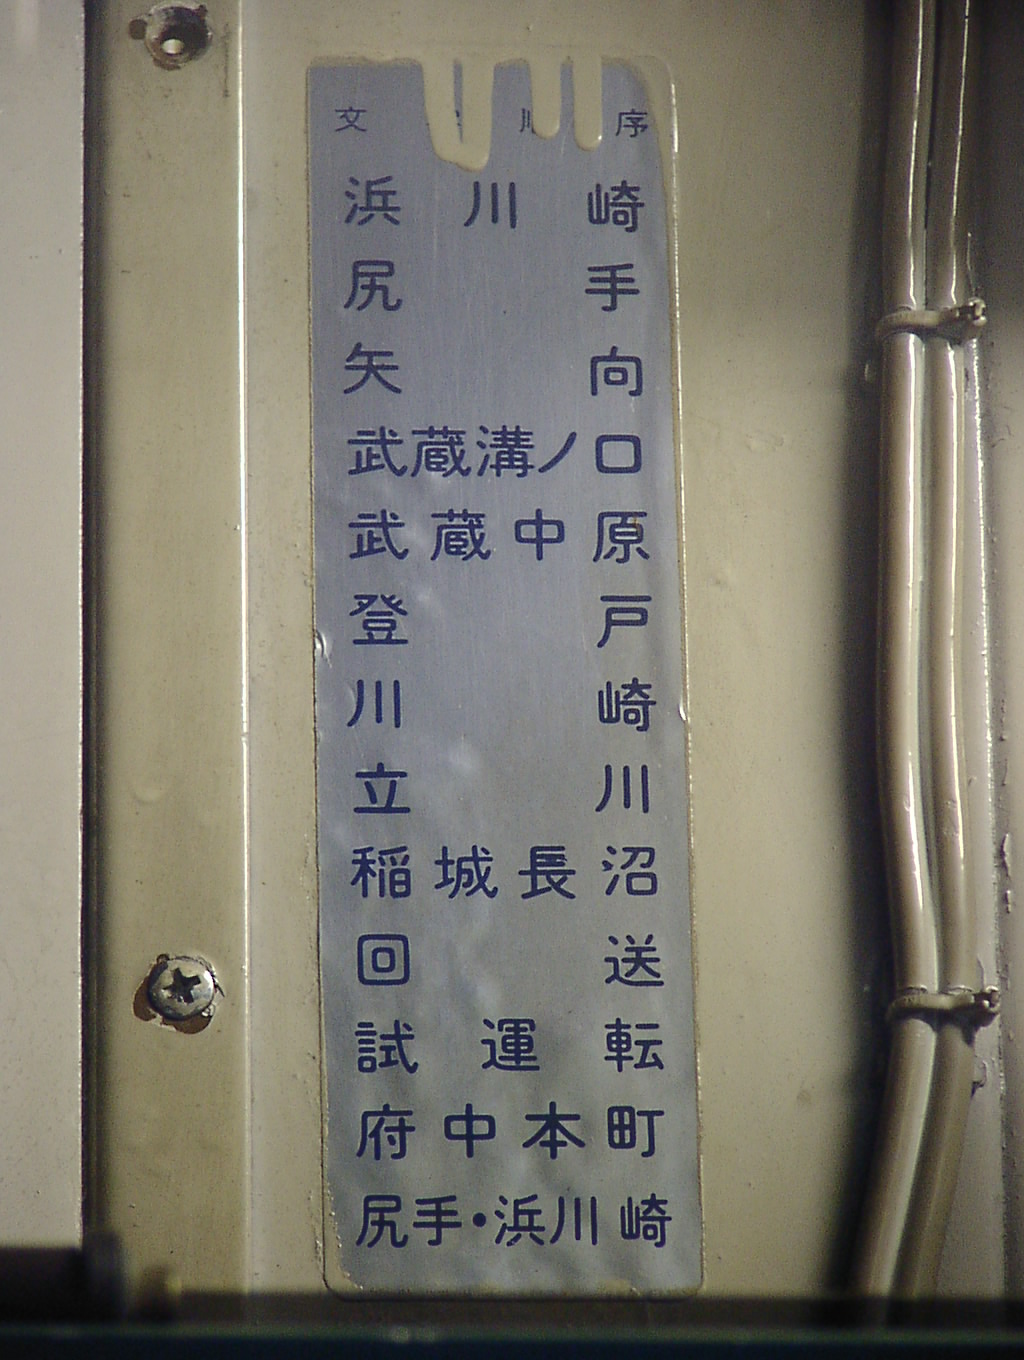 文 順 序
浜川崎
尻手
矢向
武蔵溝ノ口
武蔵中原
登戸
川崎
立川
稲城長沼
回送
試運転
府中本町
尻手・浜川崎